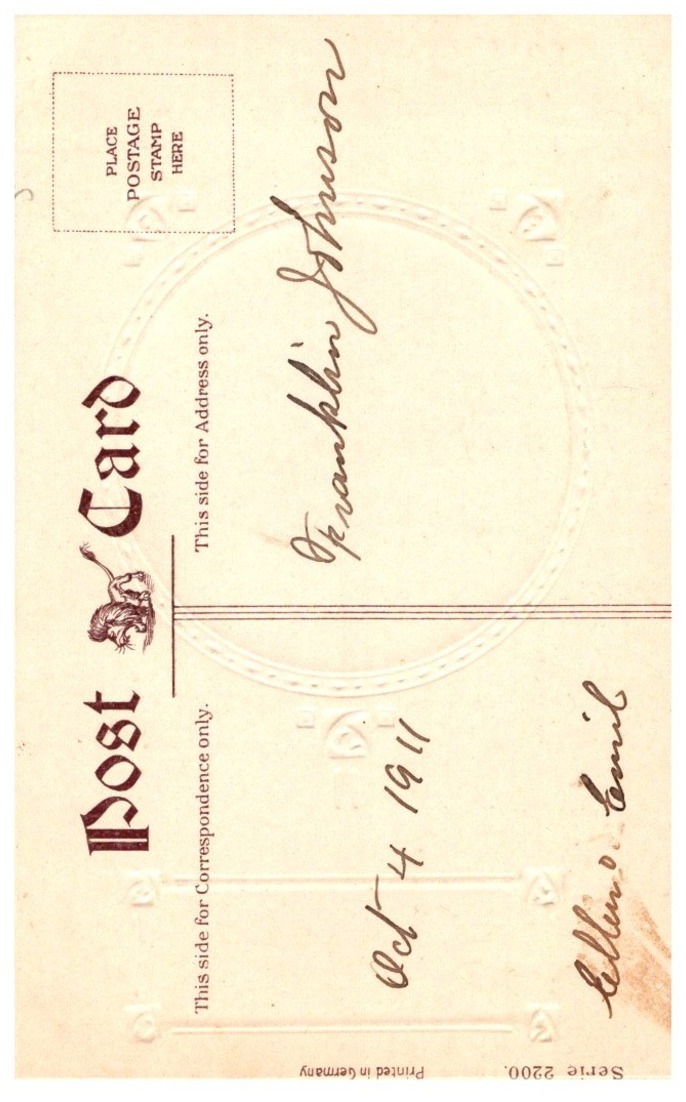 Post Card
This side for Correspondence only.
This side for Address only.
PLACE
POSTAGE
STAMP
HERE
Franklin Johnson
Oct 4 1911
Ellen o. Emil
Printed in Germany
Serie 2200.